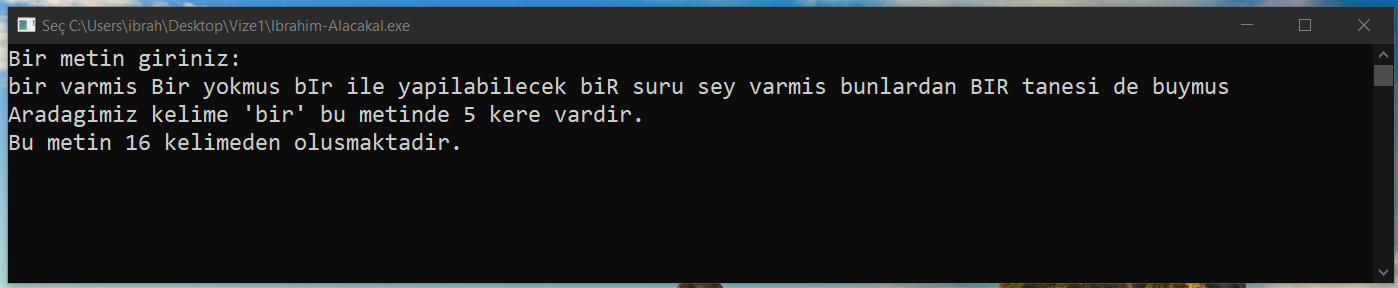 Seç C:\Users\ibrah\Desktop\Vize1\Ibrahim-Alacakal.exe
Bir metin giriniz:
bir varmis Bir yokmus bIr ile yapilabilecek biR suru sey varmis bunlardan BIR tanesi de buymus
Aradagimiz kelime 'bir' bu metinde 5 kere vardir.
Bu metin 16 kelimeden olusmaktadir.